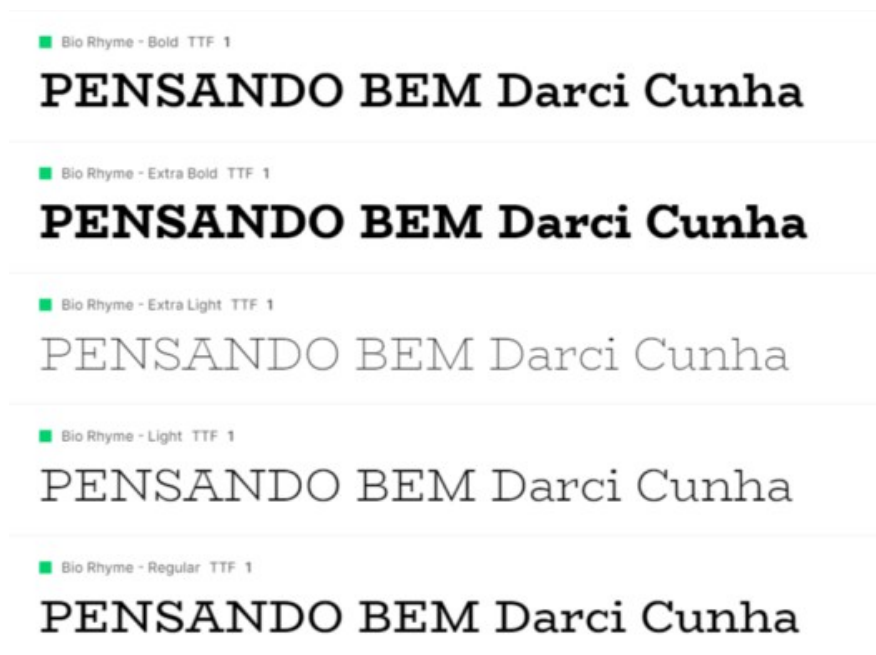 Bio Rhyme - Bold TTF 1
PENSANDO BEM Darci Cunha
Bio Rhyme - Extra Bold TTF 1
PENSANDO BEM Darci Cunha
Bio Rhyme - Extra Light TTF 1
PENSANDO BEM Darci Cunha
Bio Rhyme - Light TTF 1
PENSANDO BEM Darci Cunha
Bio Rhyme - Regular TTF 1
PENSANDO BEM Darci Cunha